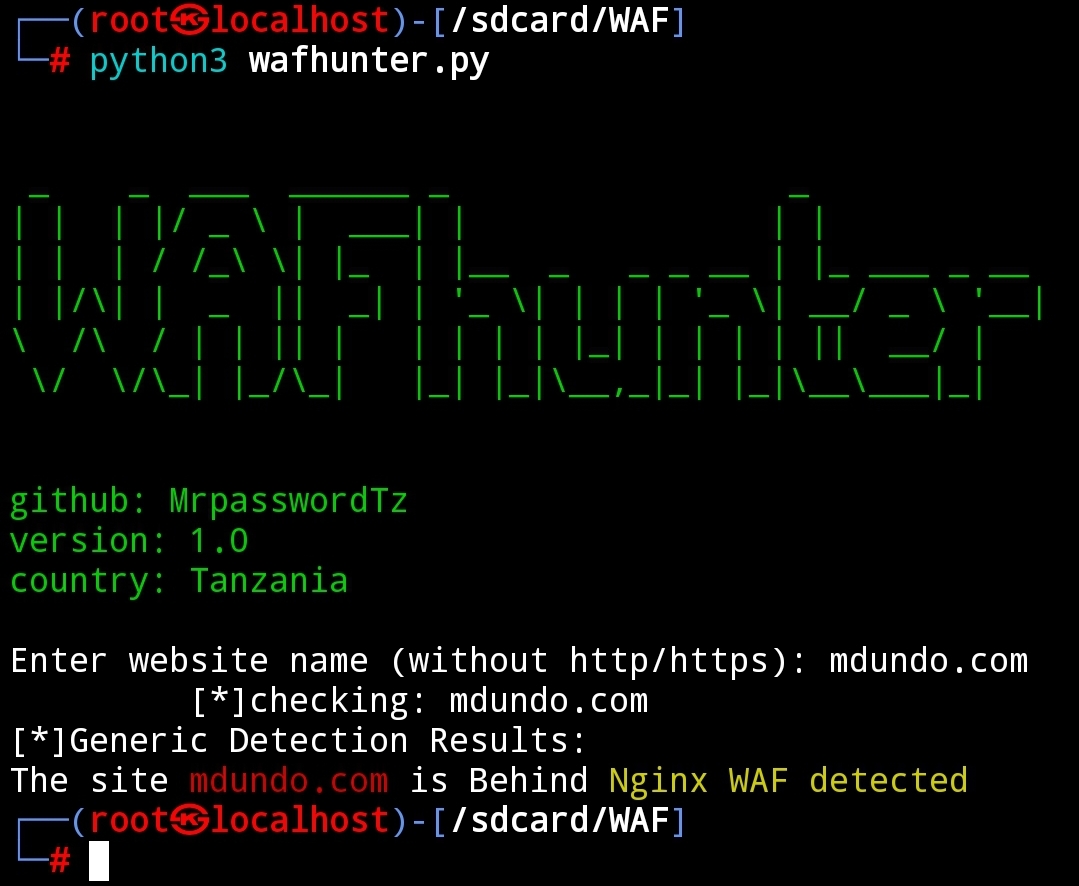 ┌──(root㉿localhost)-[/sdcard/WAF]
└─# python3 wafhunter.py
WAFhunter
github: MrpasswordTz
version: 1.O
country: Tanzania
Enter website name (without http/https): mdundo.com
[*]checking: mdundo.com
[*]Generic Detection Results:
The site mdundo.com is Behind Nginx WAF detected
┌──(root㉿localhost)-[/sdcard/WAF]
└─#